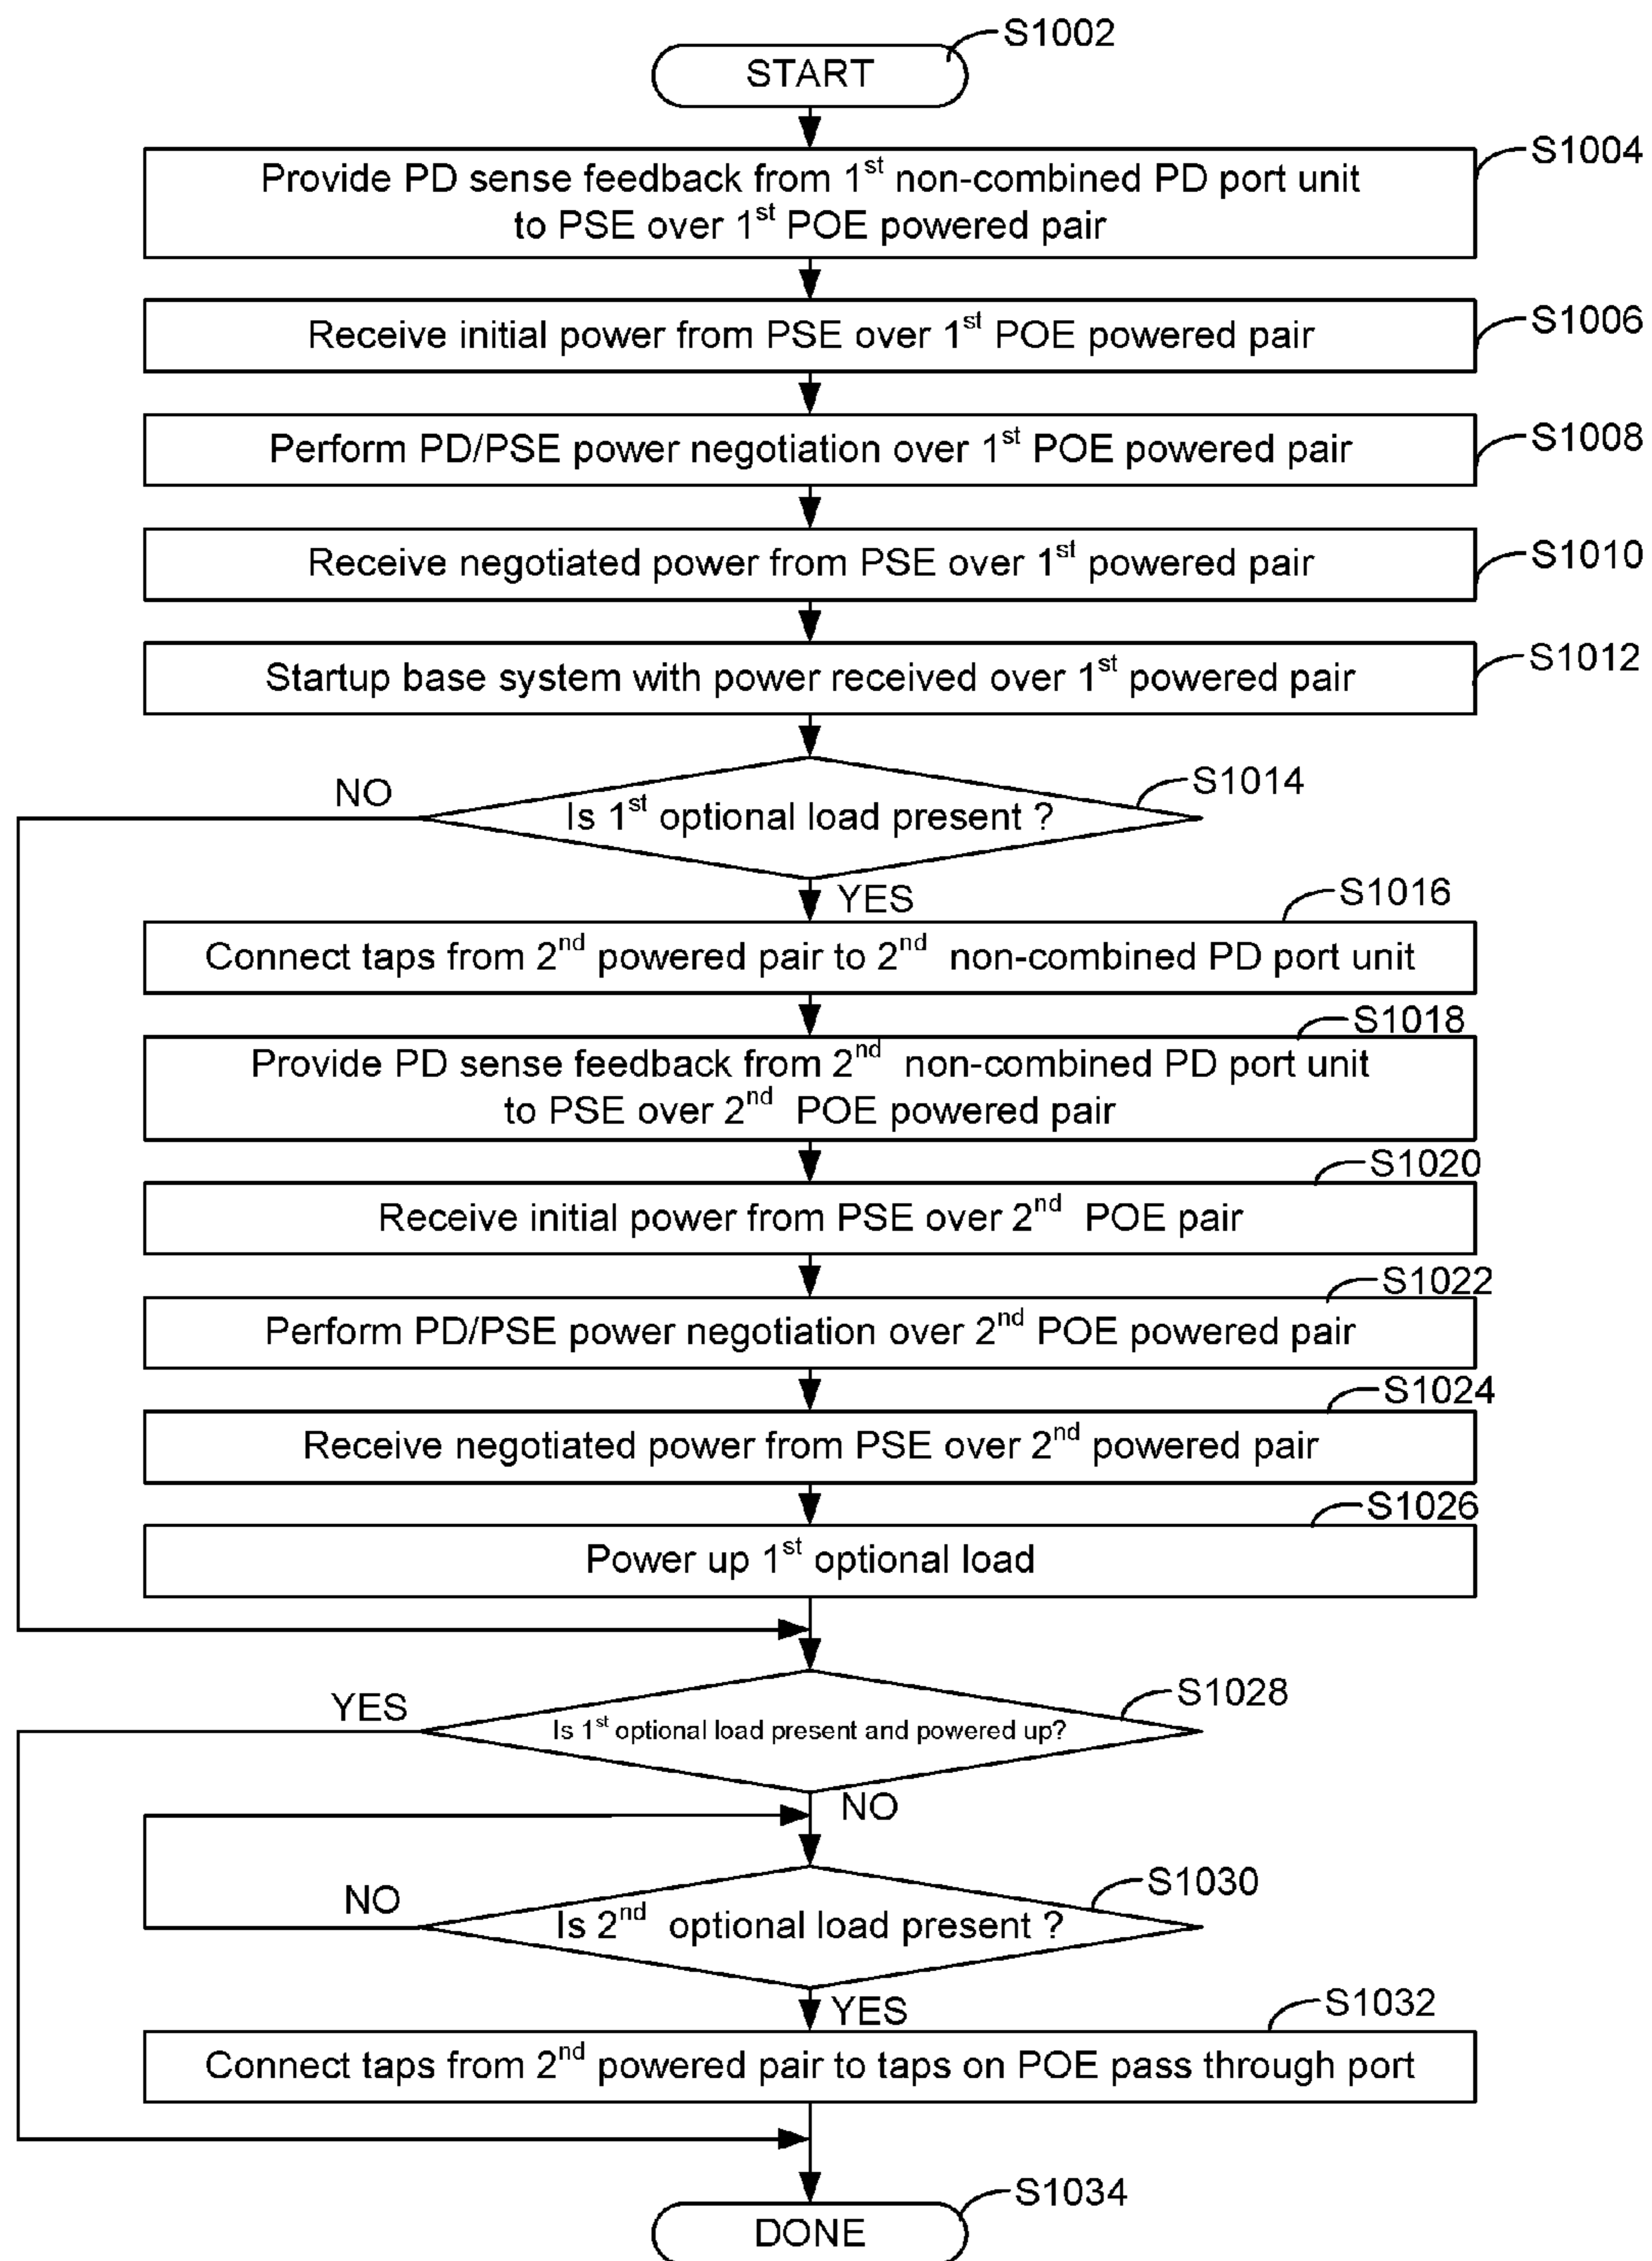 START
S1002
Provide PD sense feedback from 1st non-combined PD port unit
to PSE over 1st POE powered pair
S1004
Receive initial power from PSE over 1st POE powered pair
S1006
Perform PD/PSE power negotiation over 1st POE powered pair
S1008
Receive negotiated power from PSE over 1st powered pair
S1010
Startup base system with power received over 1st powered pair
S1012
Is 1st optional load present ?
S1014
NO
YES
S1016
Connect taps from 2nd powered pair to 2nd non-combined PD port unit
S1018
Provide PD sense feedback from 2nd non-combined PD port unit
to PSE over 2nd POE powered pair
S1020
Receive initial power from PSE over 2nd POE pair
S1022
Perform PD/PSE power negotiation over 2nd POE powered pair
S1024
Receive negotiated power from PSE over 2nd powered pair
S1026
Power up 1st optional load
S1028
YES
Is 1st optional load present and powered up?
NO
S1030
NO
Is 2nd optional load present ?
YES
S1032
Connect taps from 2nd powered pair to taps on POE pass through port
S1034
DONE